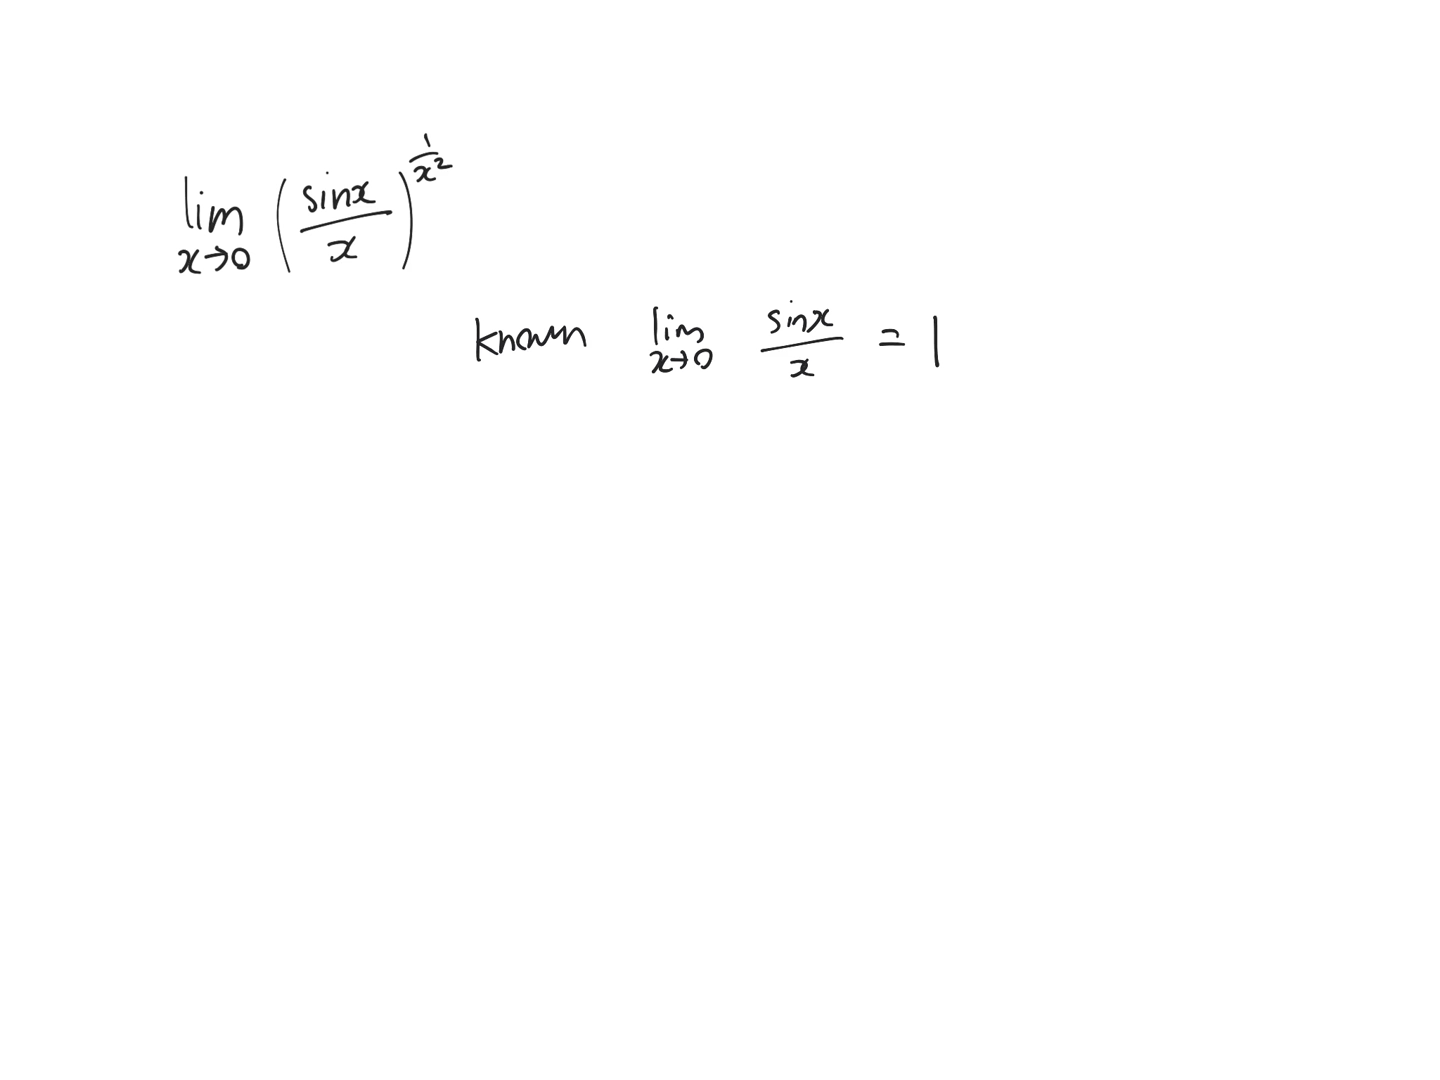 lim x→0 (sinx/x)^(1/x²)
known lim x→0 sinx/x = 1